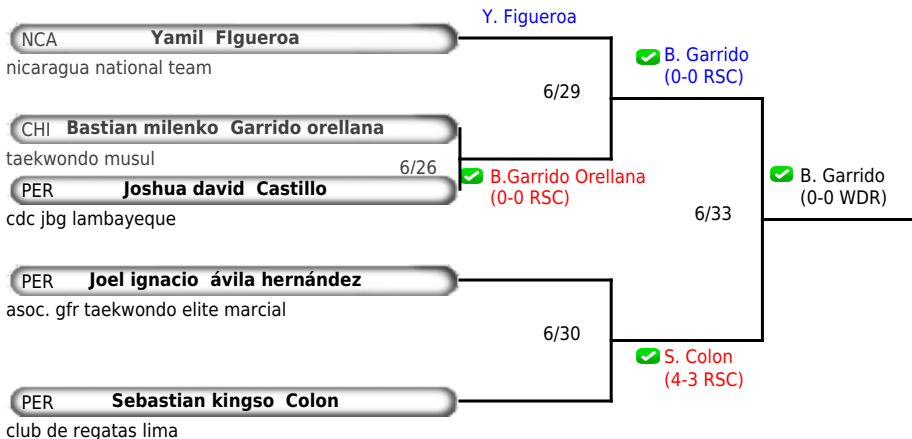 Y. Figueroa
NCA Yamil FIgueroa
nicaragua national team
B. Garrido
(0-0 RSC)
6/29
CHI Bastian milenko Garrido orellana
taekwondo musul
6/26
B.Garrido Orellana
(0-0 RSC)
PER Joshua david Castillo
cdc jbg lambayeque
B. Garrido
(0-0 WDR)
6/33
PER Joel ignacio ávila hernández
asoc. gfr taekwondo elite marcial
6/30
S. Colon
(4-3 RSC)
PER Sebastian kingso Colon
club de regatas lima